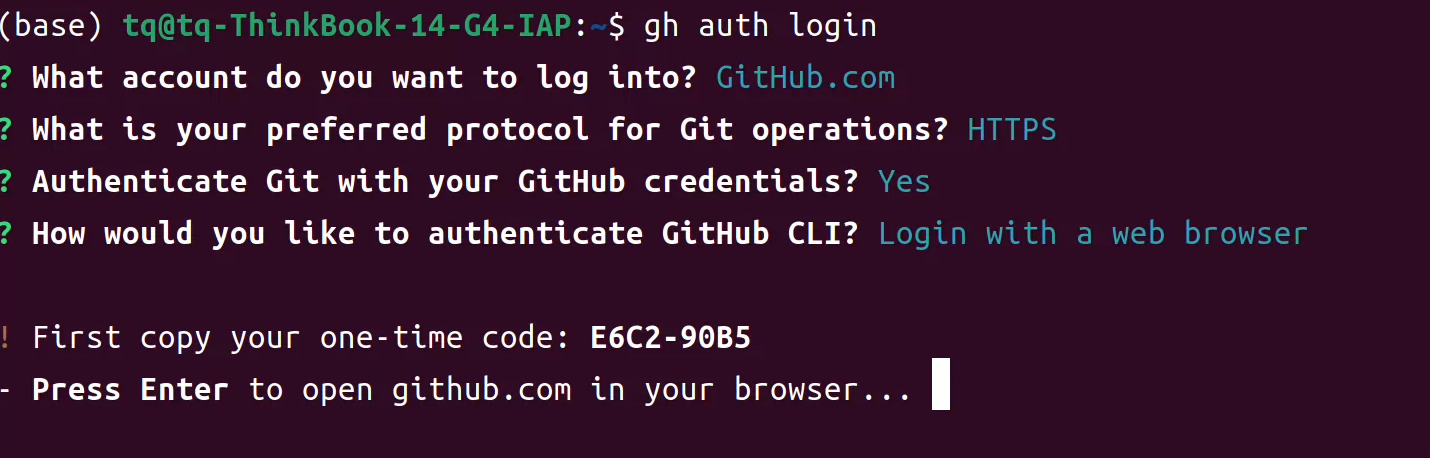 (base) tq@tq-ThinkBook-14-G4-IAP:~$ gh auth login
? What account do you want to log into? GitHub.com
? What is your preferred protocol for Git operations? HTTPS
? Authenticate Git with your GitHub credentials? Yes
? How would you like to authenticate GitHub CLI? Login with a web browser
! First copy your one-time code: E6C2-90B5
- Press Enter to open github.com in your browser...